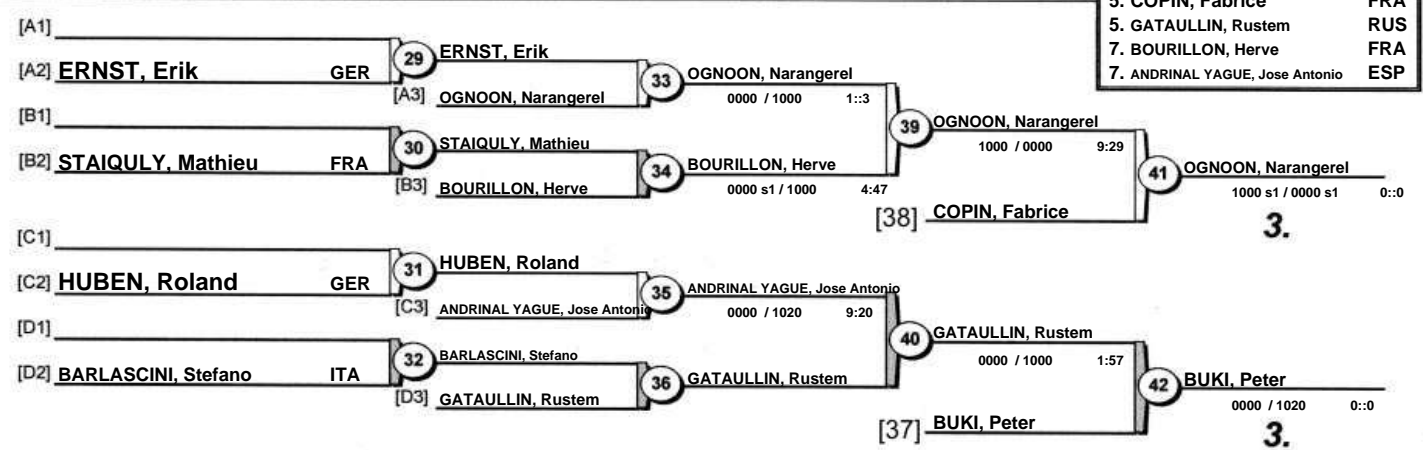 5. COPIN, Fabrice FRA
5. GATAULLIN, Rustem RUS
7. BOURILLON, Herve FRA
7. ANDRINAL YAGUE, Jose Antonio ESP
[A1]
[A2] ERNST, Erik GER
29
ERNST, Erik
[A3] OGNOON, Narangerel
33
OGNOON, Narangerel
0000 / 1000 1::3
[B1]
[B2] STAIQULY, Mathieu FRA
30
STAIQULY, Mathieu
[B3] BOURILLON, Herve
34
BOURILLON, Herve
0000 s1 / 1000 4:47
39
OGNOON, Narangerel
1000 / 0000 9:29
[38] COPIN, Fabrice
41
OGNOON, Narangerel
1000 s1 / 0000 s1 0::0
3.
[C1]
[C2] HUBEN, Roland GER
31
HUBEN, Roland
[C3] ANDRINAL YAGUE, Jose Antonio
35
ANDRINAL YAGUE, Jose Antonio
0000 / 1020 9:20
[D1]
[D2] BARLASCINI, Stefano ITA
32
BARLASCINI, Stefano
[D3] GATAULLIN, Rustem
36
GATAULLIN, Rustem
40
GATAULLIN, Rustem
0000 / 1000 1:57
[37] BUKI, Peter
42
BUKI, Peter
0000 / 1020 0::0
3.